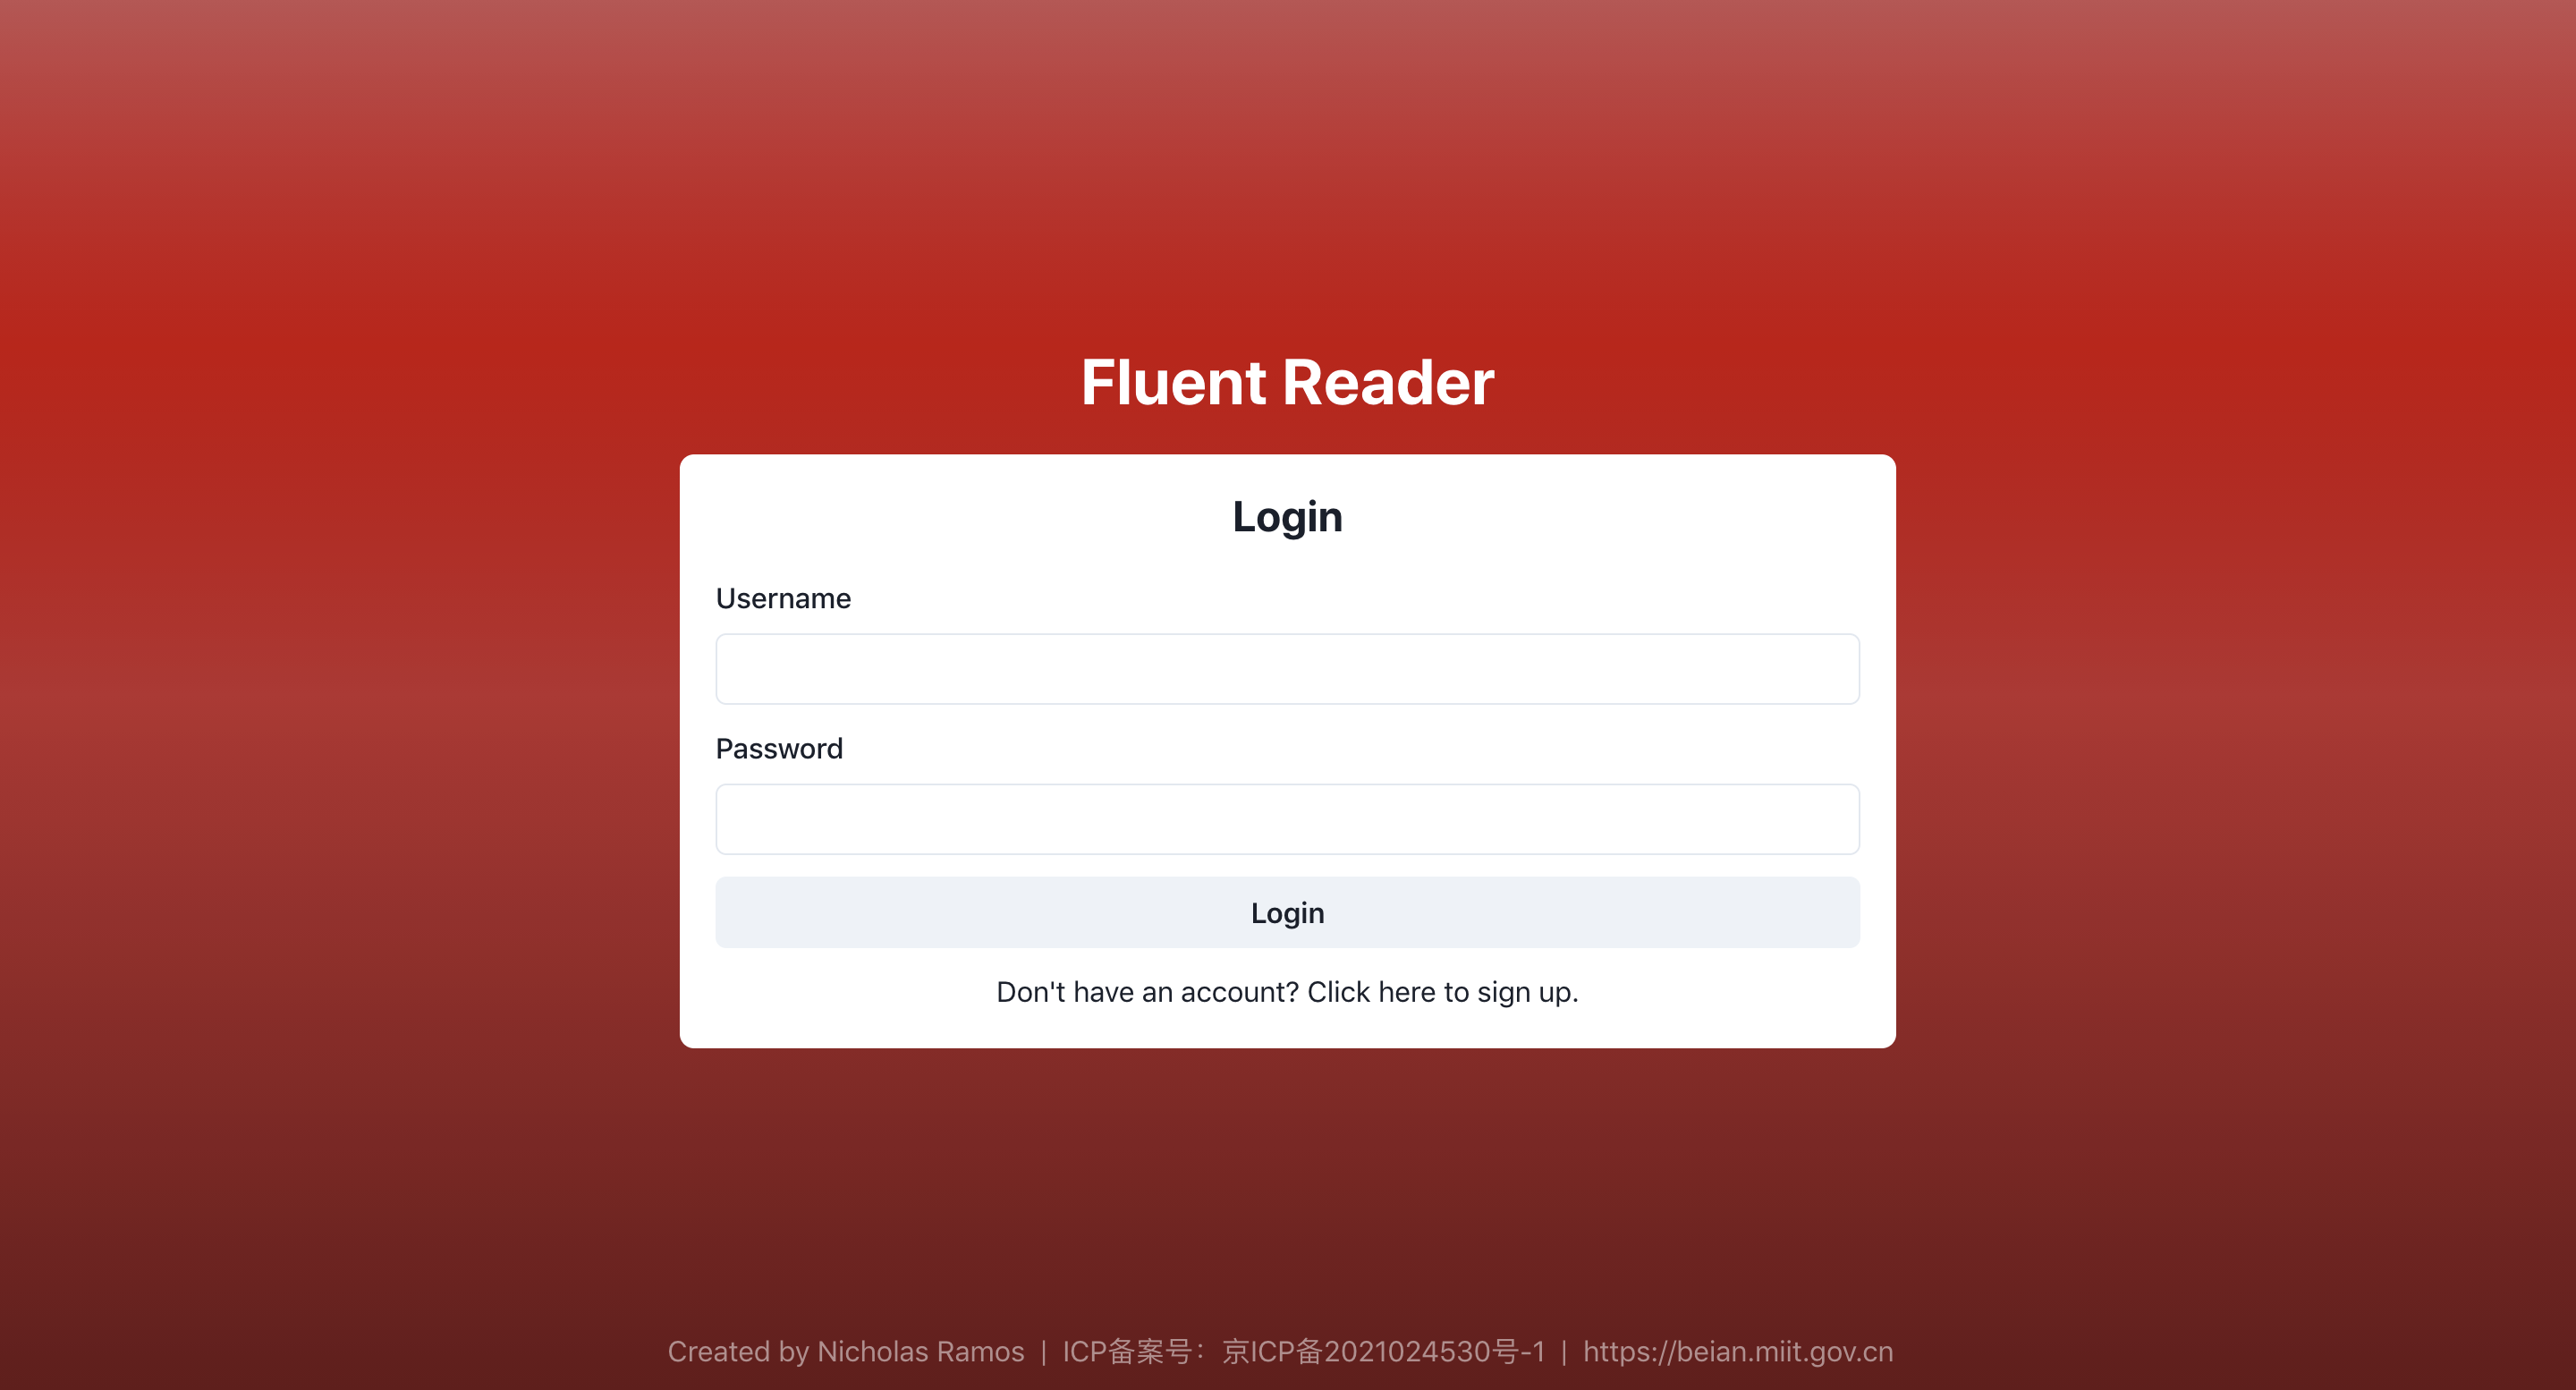 Fluent Reader
Login
Username
Password
Login
Don't have an account? Click here to sign up.
Created by Nicholas Ramos | ICP备案号：京ICP备2021024530号-1 | https://beian.miit.gov.cn